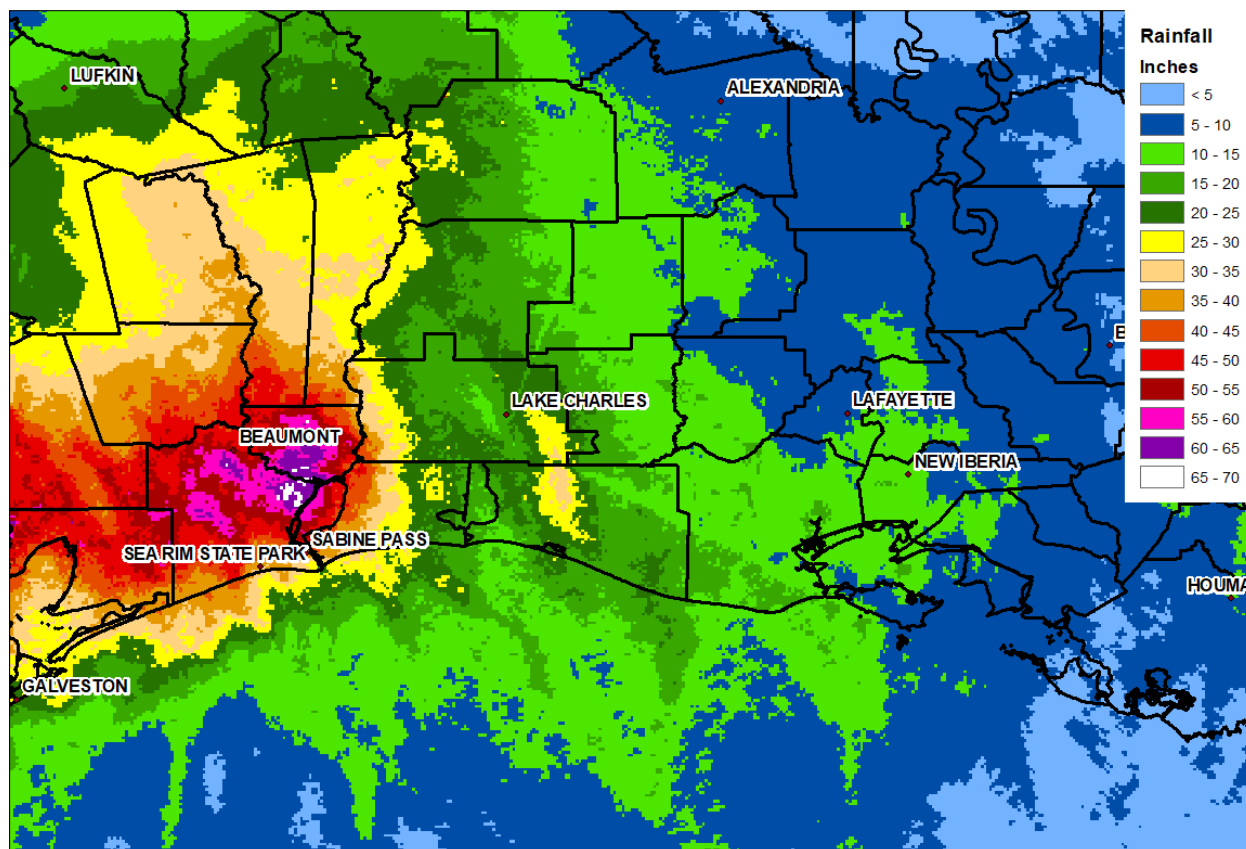 LUFKIN
ALEXANDRIA
LAKE CHARLES
LAFAYETTE
BEAUMONT
NEW IBERIA
SABINE PASS
SEA RIM STATE PARK
HOUMA
GALVESTON
B
Rainfall
Inches
< 5
5 - 10
10 - 15
15 - 20
20 - 25
25 - 30
30 - 35
35 - 40
40 - 45
45 - 50
50 - 55
55 - 60
60 - 65
65 - 70